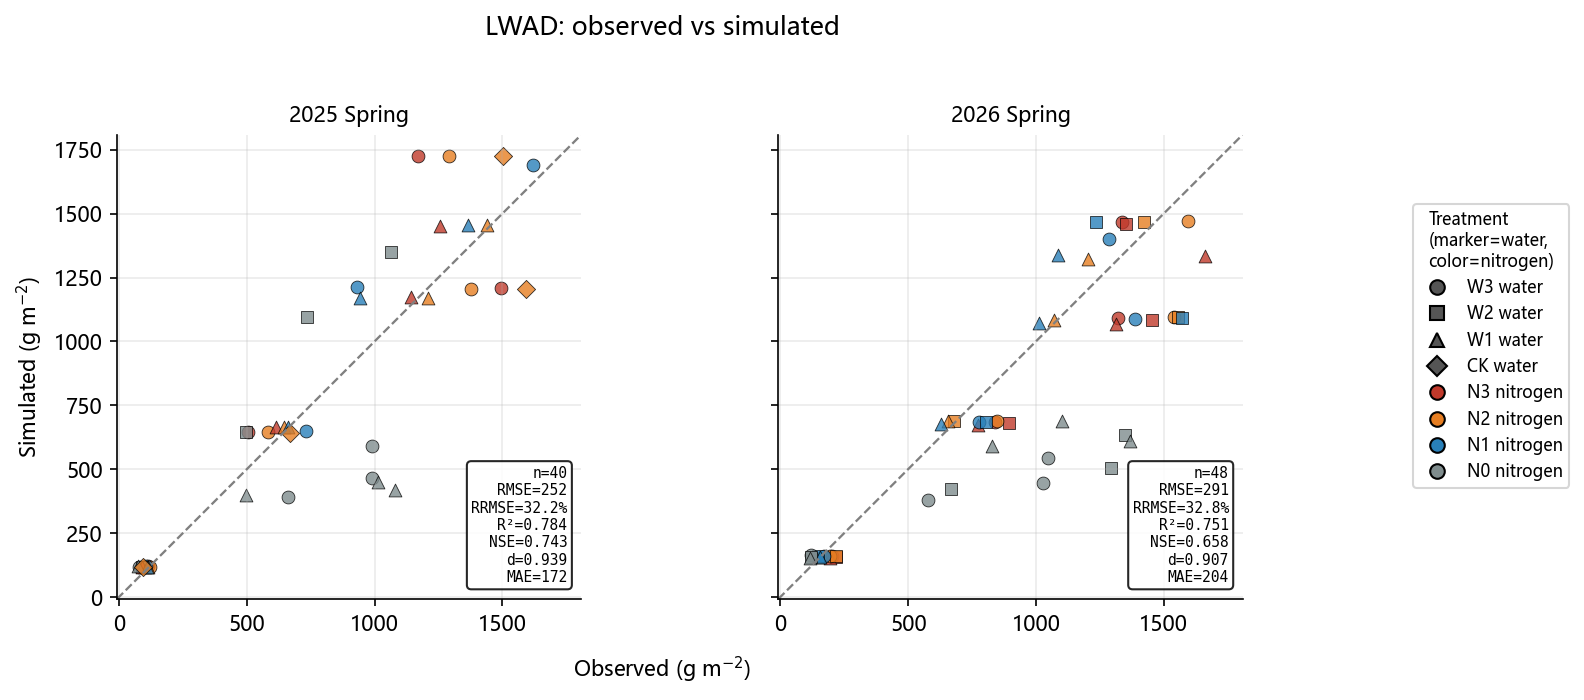 LWAD: observed vs simulated
2025 Spring
2026 Spring
1750
1500
1250
1000
750
500
250
0
Simulated (g m⁻²)
n=40
RMSE=252
RRMSE=32.2%
R²=0.784
NSE=0.743
d=0.939
MAE=172
n=48
RMSE=291
RRMSE=32.8%
R²=0.751
NSE=0.658
d=0.907
MAE=204
0 500 1000 1500
0 500 1000 1500
Observed (g m⁻²)
Treatment
(marker=water,
color=nitrogen)
W3 water
W2 water
W1 water
CK water
N3 nitrogen
N2 nitrogen
N1 nitrogen
N0 nitrogen